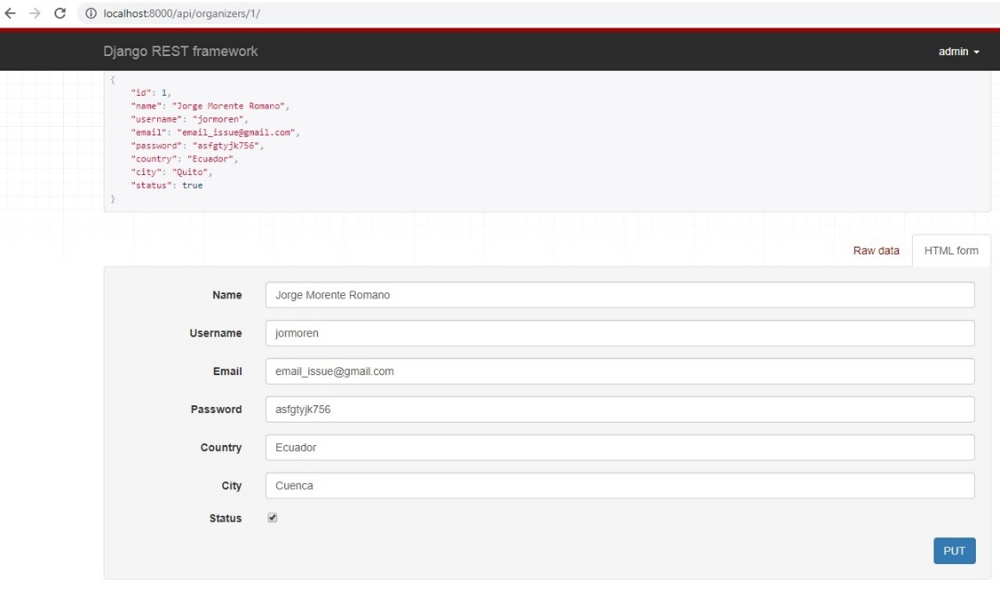 localhost:8000/api/organizers/1/
Django REST framework
admin
{
"id": 1,
"name": "Jorge Morente Romano",
"username": "jormoren",
"email": "email_issue@gmail.com",
"password": "asfgtyjk756",
"country": "Ecuador",
"city": "Quito",
"status": true
}
Raw data HTML form
Name Jorge Morente Romano
Username jormoren
Email email_issue@gmail.com
Password asfgtyjk756
Country Ecuador
City Cuenca
Status
PUT